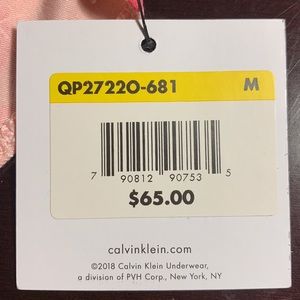 QP2722O-681 M
7 90812 90753 5
$65.00
calvinklein.com
©2018 Calvin Klein Underwear,
a division of PVH Corp., New York, NY